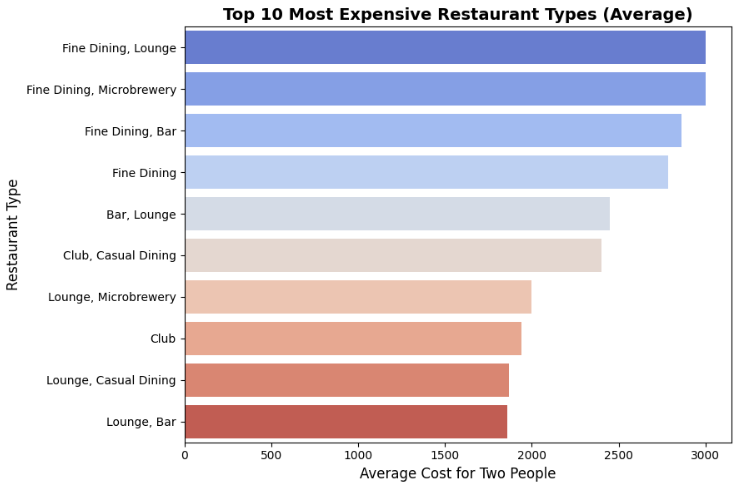 Top 10 Most Expensive Restaurant Types (Average)
Restaurant Type
Fine Dining, Lounge
Fine Dining, Microbrewery
Fine Dining, Bar
Fine Dining
Bar, Lounge
Club, Casual Dining
Lounge, Microbrewery
Club
Lounge, Casual Dining
Lounge, Bar
0 500 1000 1500 2000 2500 3000
Average Cost for Two People